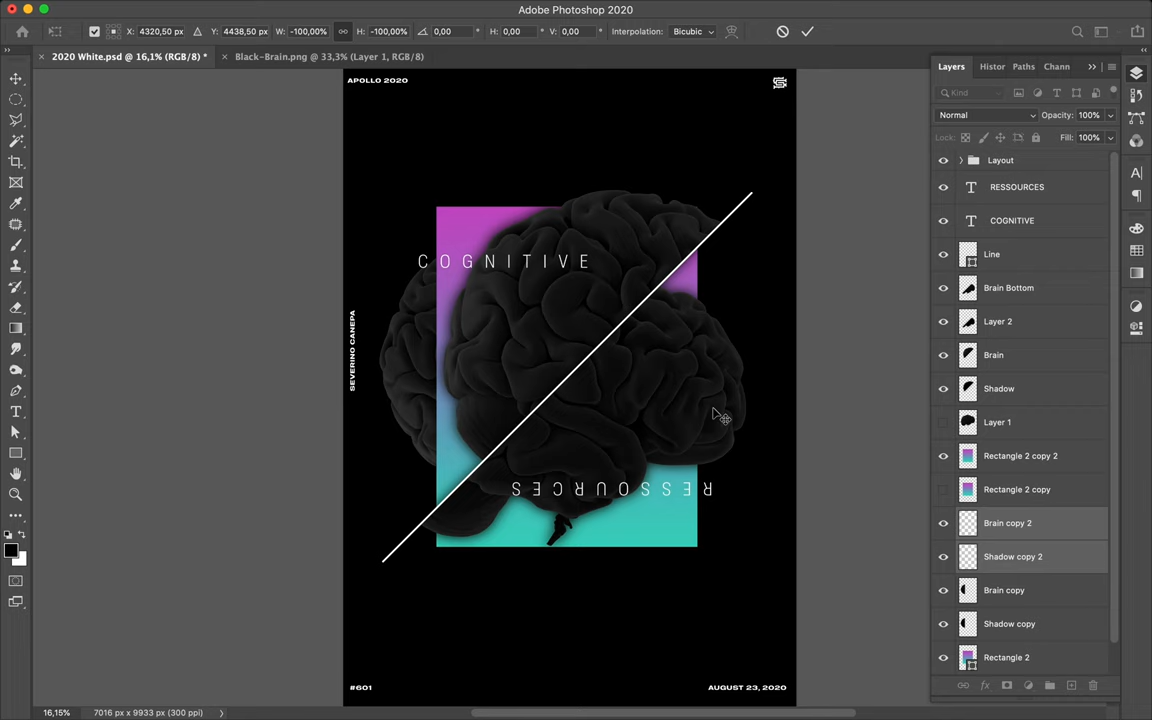 Adobe Photoshop 2020
X: 4320,50 px Y: 4438,50 px W: -100,00% H: -100,00% 0,00 ° H: 0,00 ° V: 0,00 ° Interpolation: Bicubic
2020 White.psd @ 16,1% (RGB/8) * Black-Brain.png @ 33,3% (Layer 1, RGB/8)
Layers Histor Paths Chann
Kind
Normal Opacity: 100%
Lock: Fill: 100%
Layout
RESSOURCES
COGNITIVE
Line
Brain Bottom
Layer 2
Brain
Shadow
Layer 1
Rectangle 2 copy 2
Rectangle 2 copy
Brain copy 2
Shadow copy 2
Brain copy
Shadow copy
Rectangle 2
APOLLO 2020
COGNITIVE
SEVERINO CANEPA
RESSOURCES
#601 AUGUST 23, 2020
16,15% 7016 px x 9933 px (300 ppi)